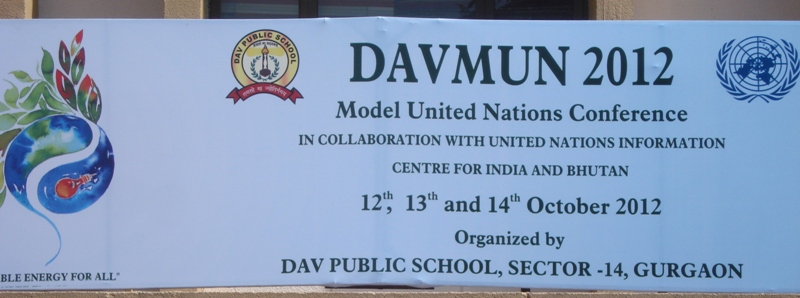 DAV PUBLIC SCHOOL
DAVMUN 2012
Model United Nations Conference
IN COLLABORATION WITH UNITED NATIONS INFORMATION
CENTRE FOR INDIA AND BHUTAN
12th, 13th and 14th October 2012
Organized by
DAV PUBLIC SCHOOL, SECTOR -14, GURGAON
BLE ENERGY FOR ALL"